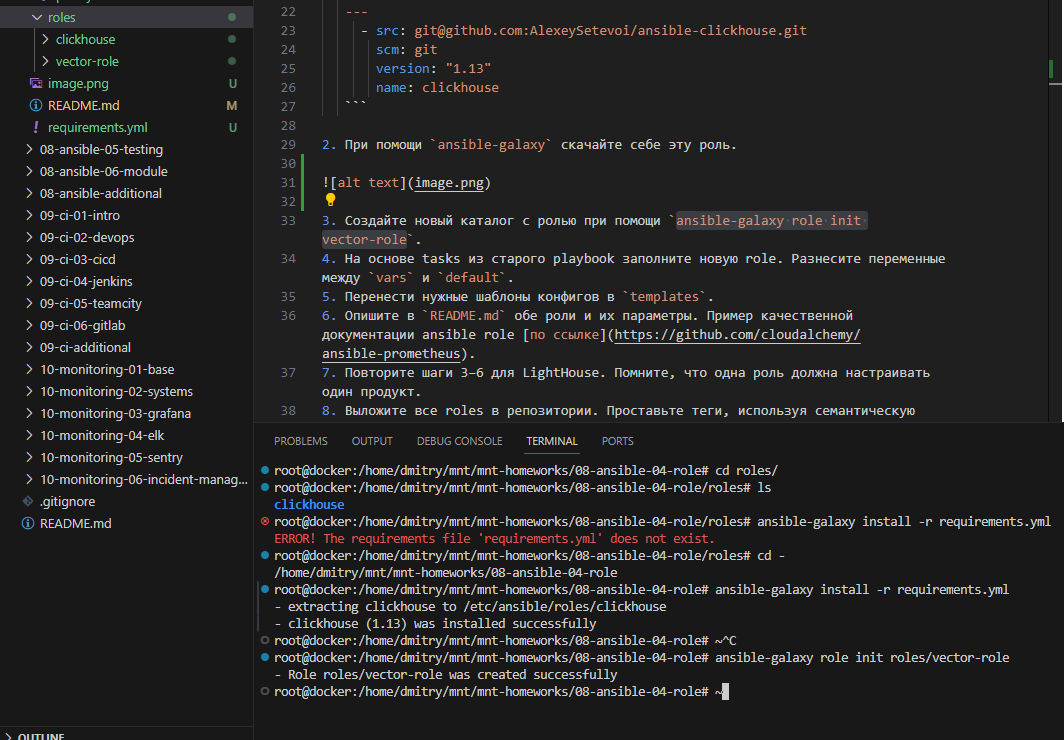 roles
clickhouse
vector-role
image.png U
README.md M
requirements.yml U
08-ansible-05-testing
08-ansible-06-module
08-ansible-additional
09-ci-01-intro
09-ci-02-devops
09-ci-03-cicd
09-ci-04-jenkins
09-ci-05-teamcity
09-ci-06-gitlab
09-ci-additional
10-monitoring-01-base
10-monitoring-02-systems
10-monitoring-03-grafana
10-monitoring-04-elk
10-monitoring-05-sentry
10-monitoring-06-incident-manag...
.gitignore
README.md
OUTLINE
22 ---
23 - src: git@github.com:AlexeySetevoi/ansible-clickhouse.git
24 scm: git
25 version: "1.13"
26 name: clickhouse
27 ```
28
29 2. При помощи `ansible-galaxy` скачайте себе эту роль.
30
31 ![alt text](image.png)
32
33 3. Создайте новый каталог с ролью при помощи `ansible-galaxy role init
vector-role`.
34 4. На основе tasks из старого playbook заполните новую role. Разнесите переменные
между `vars` и `default`.
35 5. Перенести нужные шаблоны конфигов в `templates`.
36 6. Опишите в `README.md` обе роли и их параметры. Пример качественной
документации ansible role [по ссылке](https://github.com/cloudalchemy/
ansible-prometheus).
37 7. Повторите шаги 3–6 для LightHouse. Помните, что одна роль должна настраивать
один продукт.
38 8. Выложите все roles в репозитории. Проставьте теги, используя семантическую
PROBLEMS OUTPUT DEBUG CONSOLE TERMINAL PORTS
root@docker:/home/dmitry/mnt/mnt-homeworks/08-ansible-04-role# cd roles/
root@docker:/home/dmitry/mnt/mnt-homeworks/08-ansible-04-role/roles# ls
clickhouse
root@docker:/home/dmitry/mnt/mnt-homeworks/08-ansible-04-role/roles# ansible-galaxy install -r requirements.yml
ERROR! The requirements file 'requirements.yml' does not exist.
root@docker:/home/dmitry/mnt/mnt-homeworks/08-ansible-04-role/roles# cd -
/home/dmitry/mnt/mnt-homeworks/08-ansible-04-role
root@docker:/home/dmitry/mnt/mnt-homeworks/08-ansible-04-role# ansible-galaxy install -r requirements.yml
- extracting clickhouse to /etc/ansible/roles/clickhouse
- clickhouse (1.13) was installed successfully
root@docker:/home/dmitry/mnt/mnt-homeworks/08-ansible-04-role# ~^C
root@docker:/home/dmitry/mnt/mnt-homeworks/08-ansible-04-role# ansible-galaxy role init roles/vector-role
- Role roles/vector-role was created successfully
root@docker:/home/dmitry/mnt/mnt-homeworks/08-ansible-04-role# ~